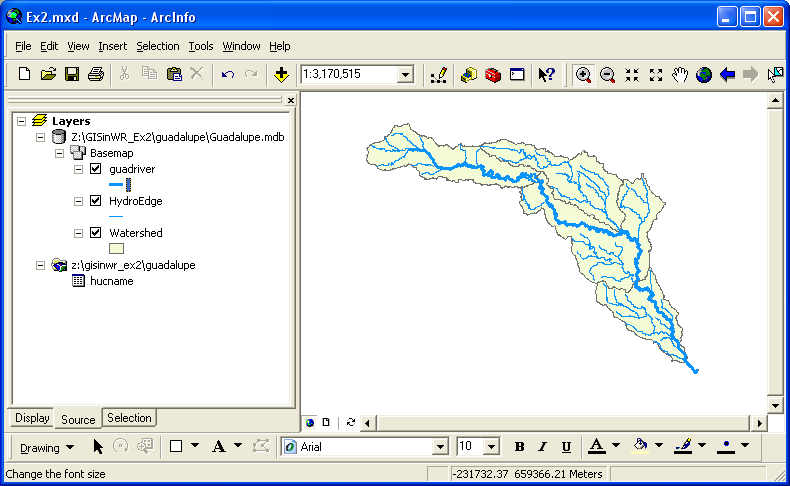 Ex2.mxd - ArcMap - ArcInfo
File Edit View Insert Selection Tools Window Help
1:3,170,515
Layers
Z:\GISinWR_Ex2\guadalupe\Guadalupe.mdb
Basemap
guadriver
HydroEdge
Watershed
z:\gisinwr_ex2\guadalupe
hucname
Display Source Selection
Drawing A Arial 10 B I U A
Change the font size
-231732.37 659366.21 Meters